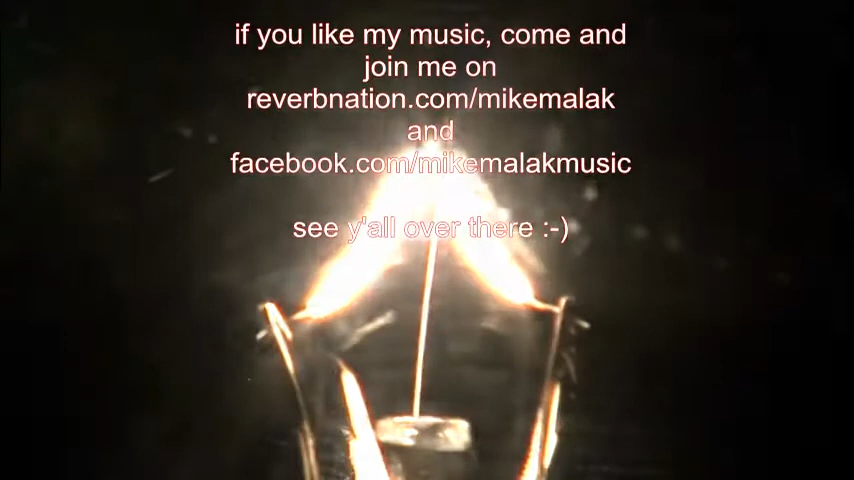 if you like my music, come and
join me on
reverbnation.com/mikemalak
and
facebook.com/mikemalakmusic
see y'all over there :-)